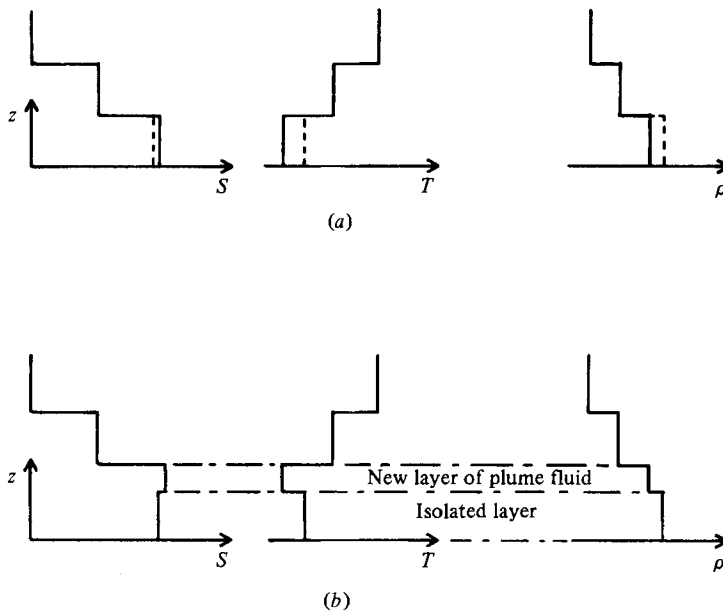 z
S
T
ρ
(a)
New layer of plume fluid
z
Isolated layer
S
T
ρ
(b)